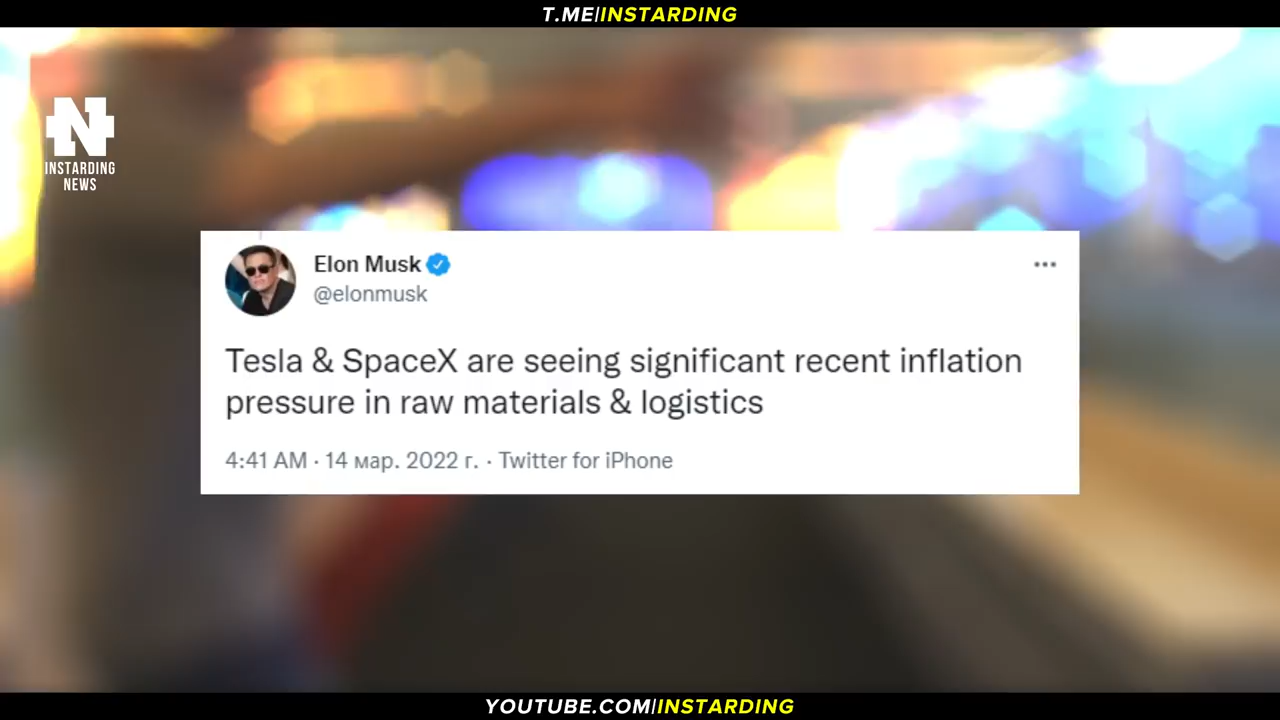 T.ME|INSTARDING
INSTARDING
NEWS
Elon Musk
@elonmusk
Tesla & SpaceX are seeing significant recent inflation
pressure in raw materials & logistics
4:41 AM · 14 мар. 2022 г. · Twitter for iPhone
YOUTUBE.COM|INSTARDING